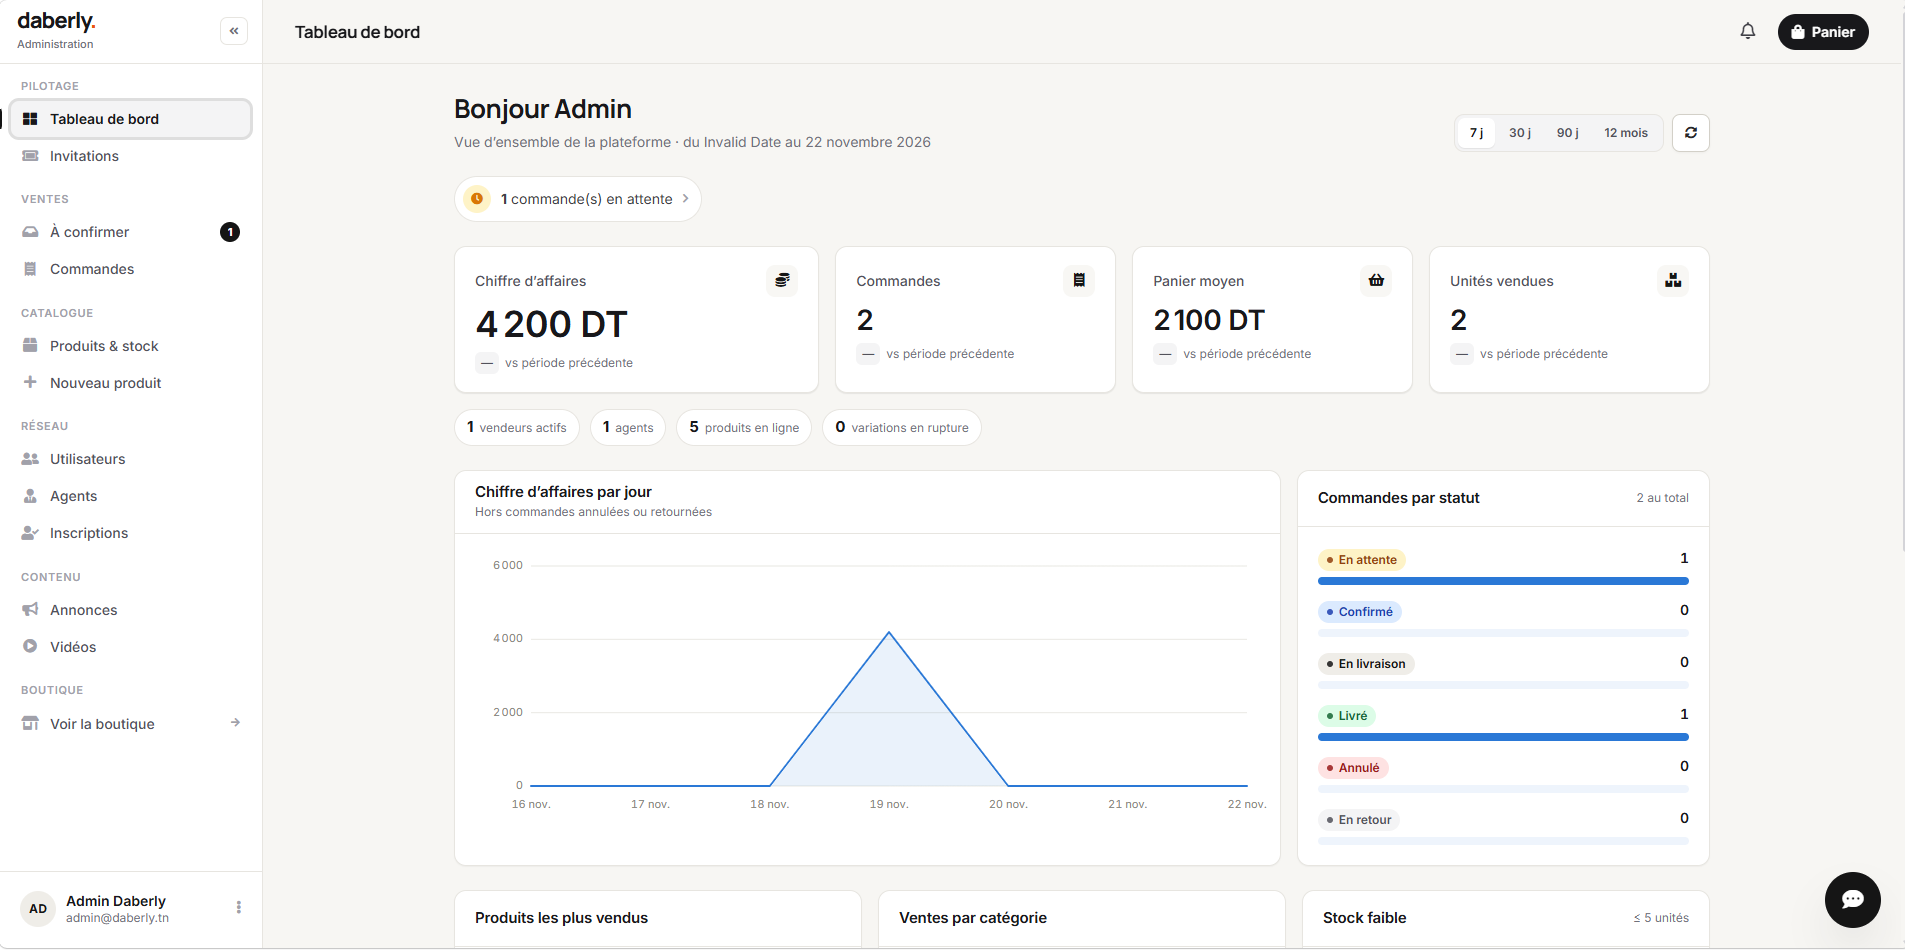 daberly.
Administration
PILOTAGE
Tableau de bord
Invitations
VENTES
À confirmer 1
Commandes
CATALOGUE
Produits & stock
Nouveau produit
RÉSEAU
Utilisateurs
Agents
Inscriptions
CONTENU
Annonces
Vidéos
BOUTIQUE
Voir la boutique
AD
Admin Daberly
admin@daberly.tn
Tableau de bord
Panier
Bonjour Admin
Vue d’ensemble de la plateforme · du Invalid Date au 22 novembre 2026
7 j 30 j 90 j 12 mois
1 commande(s) en attente
Chiffre d’affaires
4 200 DT
— vs période précédente
Commandes
2
— vs période précédente
Panier moyen
2 100 DT
— vs période précédente
Unités vendues
2
— vs période précédente
1 vendeurs actifs
1 agents
5 produits en ligne
0 variations en rupture
Chiffre d’affaires par jour
Hors commandes annulées ou retournées
6 000
4 000
2 000
0
16 nov. 17 nov. 18 nov. 19 nov. 20 nov. 21 nov. 22 nov.
Commandes par statut 2 au total
En attente 1
Confirmé 0
En livraison 0
Livré 1
Annulé 0
En retour 0
Produits les plus vendus
Ventes par catégorie
Stock faible ≤ 5 unités